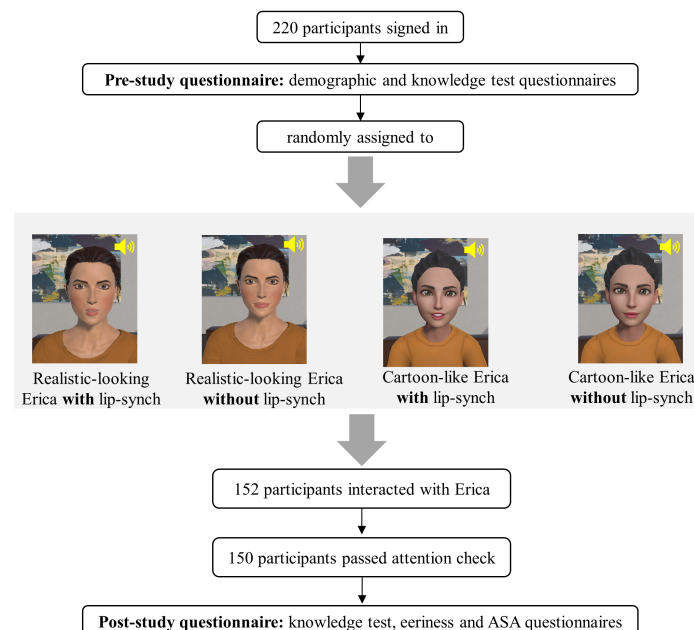 220 participants signed in
Pre-study questionnaire: demographic and knowledge test questionnaires
randomly assigned to
Realistic-looking
Erica with lip-synch
Realistic-looking Erica
without lip-synch
Cartoon-like Erica
with lip-synch
Cartoon-like Erica
without lip-synch
152 participants interacted with Erica
150 participants passed attention check
Post-study questionnaire: knowledge test, eeriness and ASA questionnaires